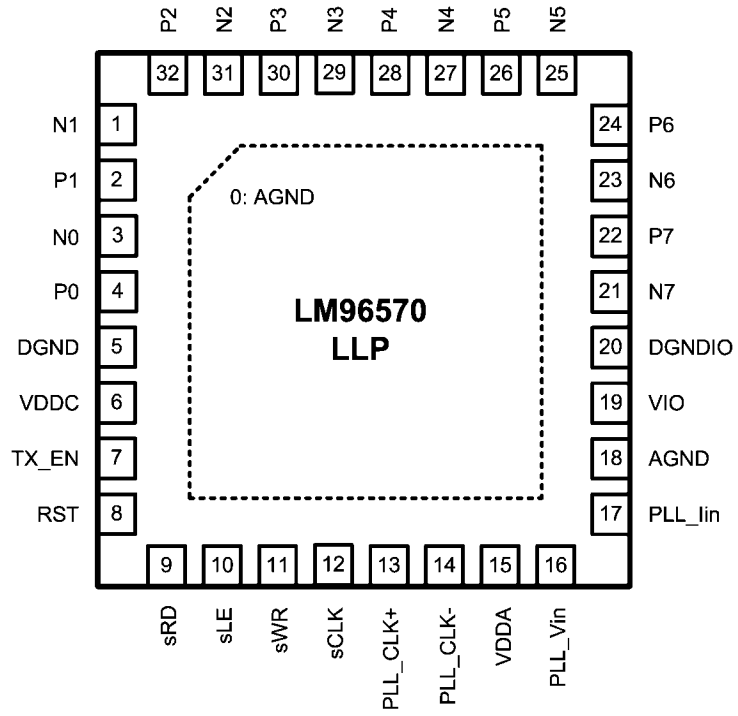 P2 N2 P3 N3 P4 N4 P5 N5
32 31 30 29 28 27 26 25
N1 1 24 P6
P1 2 23 N6
0: AGND
N0 3 22 P7
P0 4 21 N7
LM96570
DGND 5 20 DGNDIO
LLP
VDDC 6 19 VIO
TX_EN 7 18 AGND
RST 8 17 PLL_Iin
9 10 11 12 13 14 15 16
sRD sLE sWR sCLK PLL_CLK+ PLL_CLK- VDDA PLL_Vin